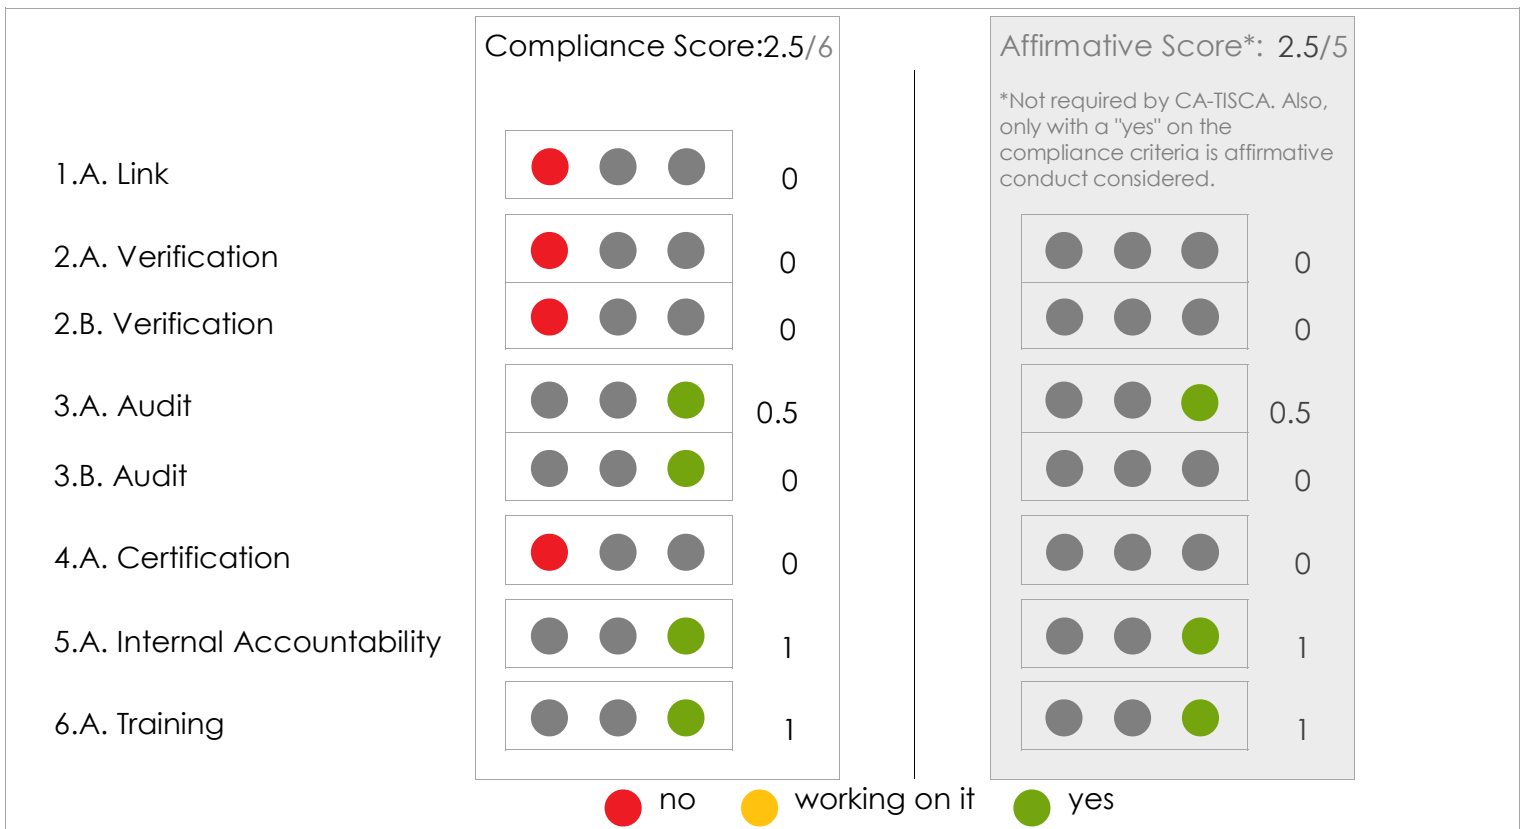 Compliance Score:2.5/6
Affirmative Score*: 2.5/5
*Not required by CA-TISCA. Also,
only with a "yes" on the
compliance criteria is affirmative
conduct considered.
1.A. Link 0
2.A. Verification 0 0
2.B. Verification 0 0
3.A. Audit 0.5 0.5
3.B. Audit 0 0
4.A. Certification 0 0
5.A. Internal Accountability 1 1
6.A. Training 1 1
no working on it yes